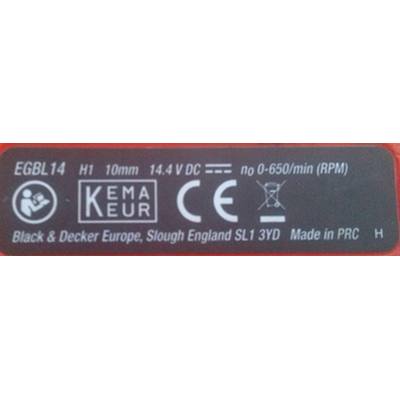 EGBL14 H1 10mm 14.4 V DC no 0-650/min (RPM)
KEMA
KEUR
CE
Black & Decker Europe, Slough England SL1 3YD Made in PRC H